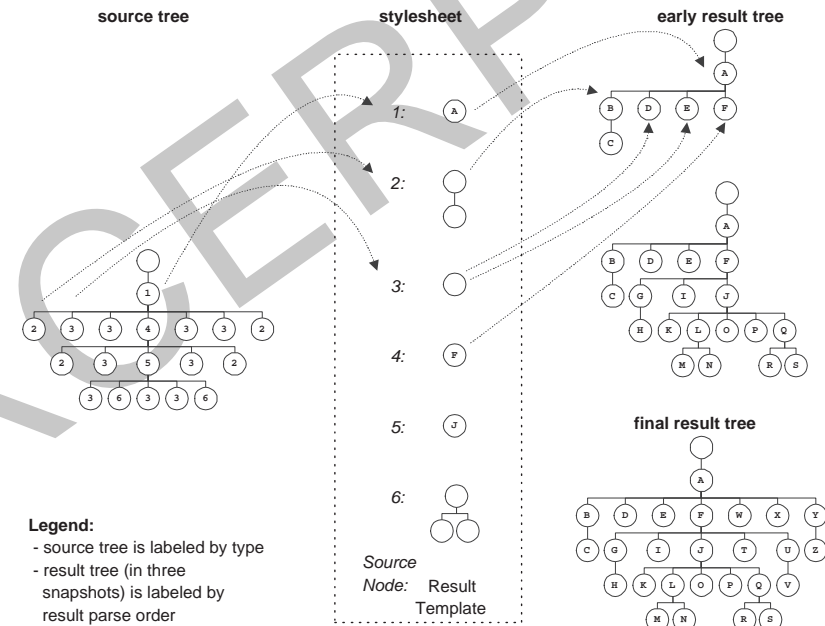 source tree
stylesheet
early result tree
1: A
2:
3:
4: F
5: J
6:
Source
Node: Result
Template
1
2 3 3 4 3 3 2
2 3 5 3 2
3 6 3 3 6
A
B D E F
C
A
B D E F
C G I J
H K L O P Q
M N R S
final result tree
A
B D E F W X Y
C G I J T U Z
H K L O P Q V
M N R S
Legend:
- source tree is labeled by type
- result tree (in three
snapshots) is labeled by
result parse order